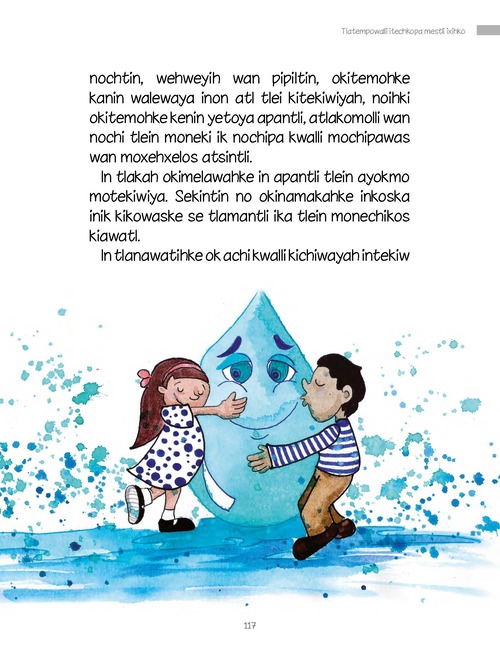 Tlatempowalli itechkopa mestli ixihko
nochtin, wehweyih wan pipiltin, okitemohke
kanin walewaya inon atl tlei kitekiwiyah, noihki
okitemohke kenin yetoya apantli, atlakomolli wan
nochi tlein moneki ik nochipa kwalli mochipawas
wan moxehxelos atsintli.
In tlakah okimelawahke in apantli tlein ayokmo
motekiwiya. Sekintin no okinamakahke inkoska
inik kikowaske se tlamantli ika tlein monechikos
kiawatl.
In tlanawatihke ok achi kwalli kichiwayah intekiw
117